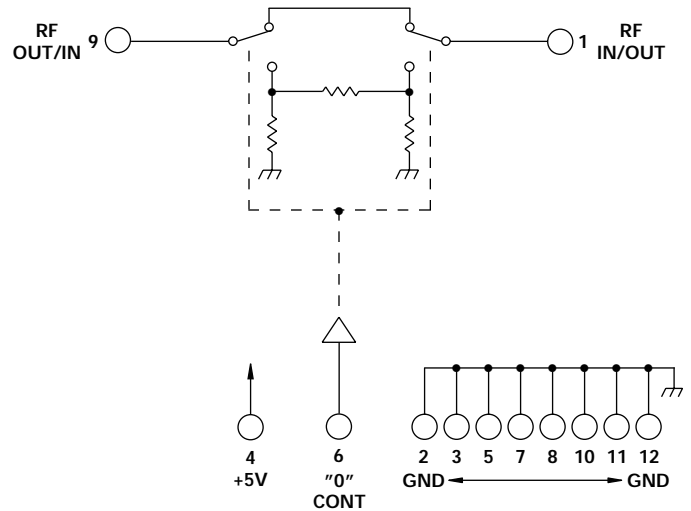 RF
OUT/IN 9
1 RF
IN/OUT
4
+5V
6
"0"
CONT
2 3 5 7 8 10 11 12
GND GND